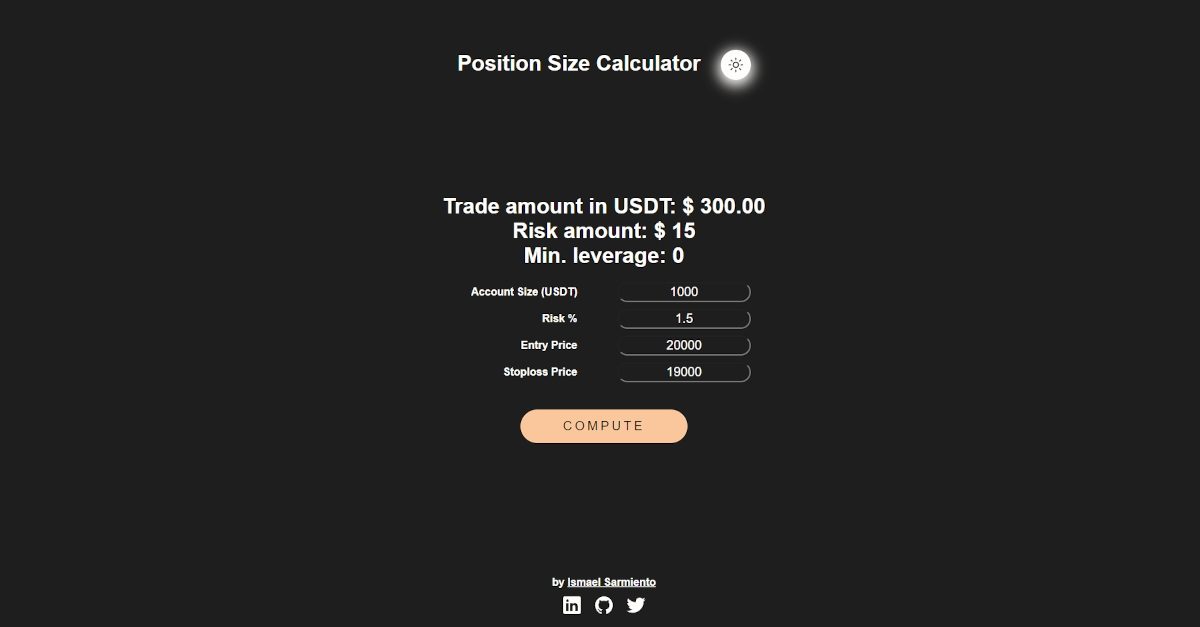 Position Size Calculator
Trade amount in USDT: $ 300.00
Risk amount: $ 15
Min. leverage: 0
Account Size (USDT) 1000
Risk % 1.5
Entry Price 20000
Stoploss Price 19000
COMPUTE
by Ismael Sarmiento
in